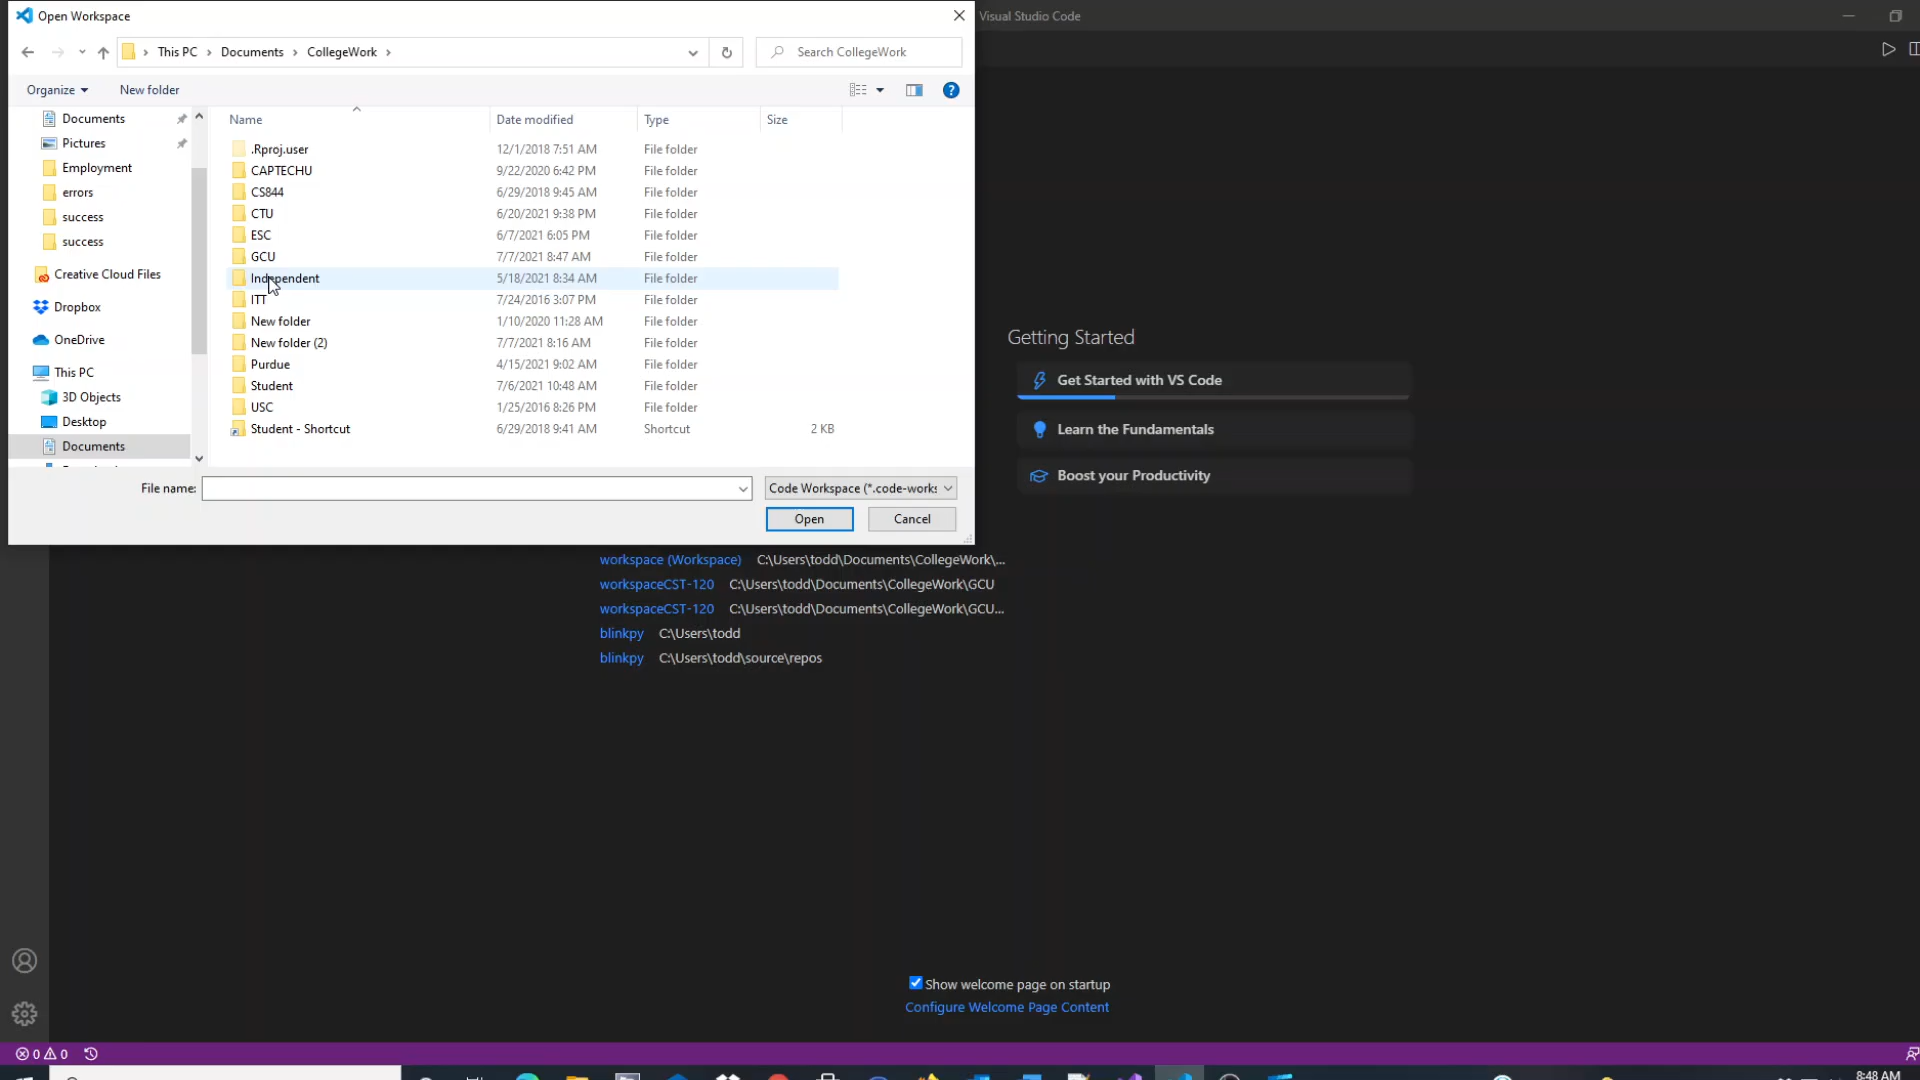 Open Workspace
Visual Studio Code
This PC > Documents > CollegeWork >
Search CollegeWork
Organize
New folder
Name
Date modified
Type
Size
Documents
Pictures
Employment
errors
success
success
Creative Cloud Files
Dropbox
OneDrive
This PC
3D Objects
Desktop
Documents
.Rproj.user 12/1/2018 7:51 AM File folder
CAPTECHU 9/22/2020 6:42 PM File folder
CS844 6/29/2018 9:45 AM File folder
CTU 6/20/2021 9:38 PM File folder
ESC 6/7/2021 6:05 PM File folder
GCU 7/7/2021 8:47 AM File folder
Independent 5/18/2021 8:34 AM File folder
ITT 7/24/2016 3:07 PM File folder
New folder 1/10/2020 11:28 AM File folder
New folder (2) 7/7/2021 8:16 AM File folder
Purdue 4/15/2021 9:02 AM File folder
Student 7/6/2021 10:48 AM File folder
USC 1/25/2016 8:26 PM File folder
Student - Shortcut 6/29/2018 9:41 AM Shortcut 2 KB
File name:
Code Workspace (*.code-works
Open
Cancel
Getting Started
Get Started with VS Code
Learn the Fundamentals
Boost your Productivity
workspace (Workspace) C:\Users\todd\Documents\CollegeWork\...
workspaceCST-120 C:\Users\todd\Documents\CollegeWork\GCU
workspaceCST-120 C:\Users\todd\Documents\CollegeWork\GCU...
blinkpy C:\Users\todd
blinkpy C:\Users\todd\source\repos
Show welcome page on startup
Configure Welcome Page Content
0 0
8:48 AM